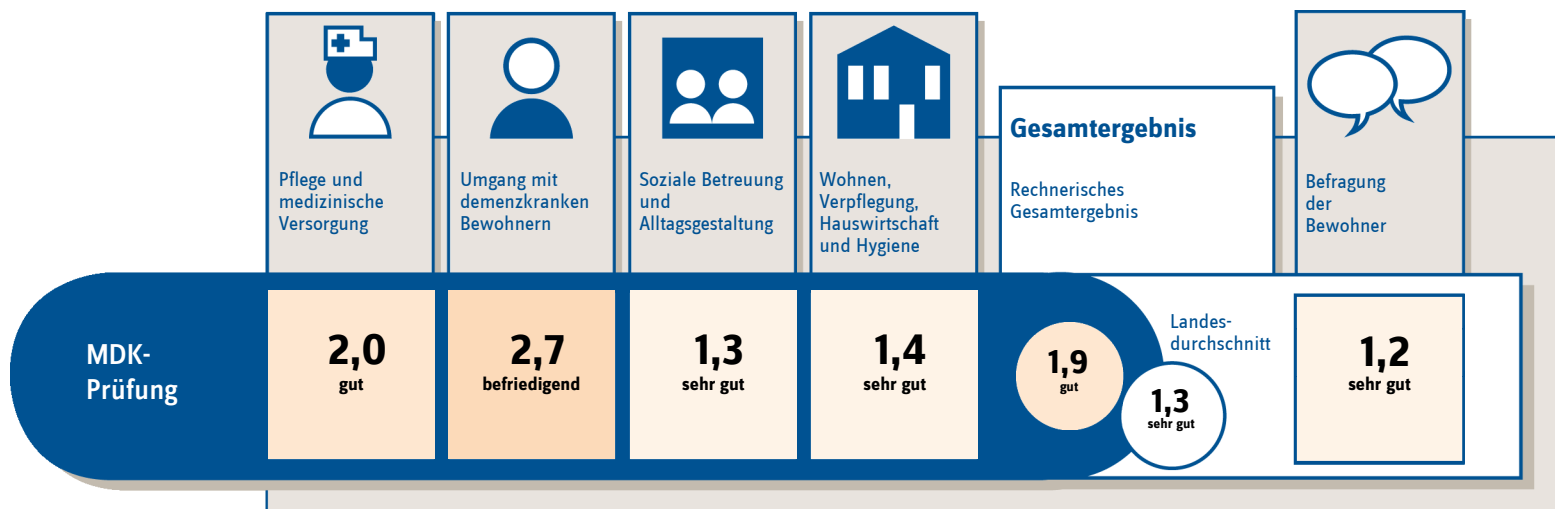 Pflege und
medizinische
Versorgung
Umgang mit
demenzkranken
Bewohnern
Soziale Betreuung
und
Alltagsgestaltung
Wohnen,
Verpflegung,
Hauswirtschaft
und Hygiene
Gesamtergebnis
Rechnerisches
Gesamtergebnis
Befragung
der
Bewohner
MDK-
Prüfung
2,0
gut
2,7
befriedigend
1,3
sehr gut
1,4
sehr gut
1,9
gut
Landes-
durchschnitt
1,3
sehr gut
1,2
sehr gut